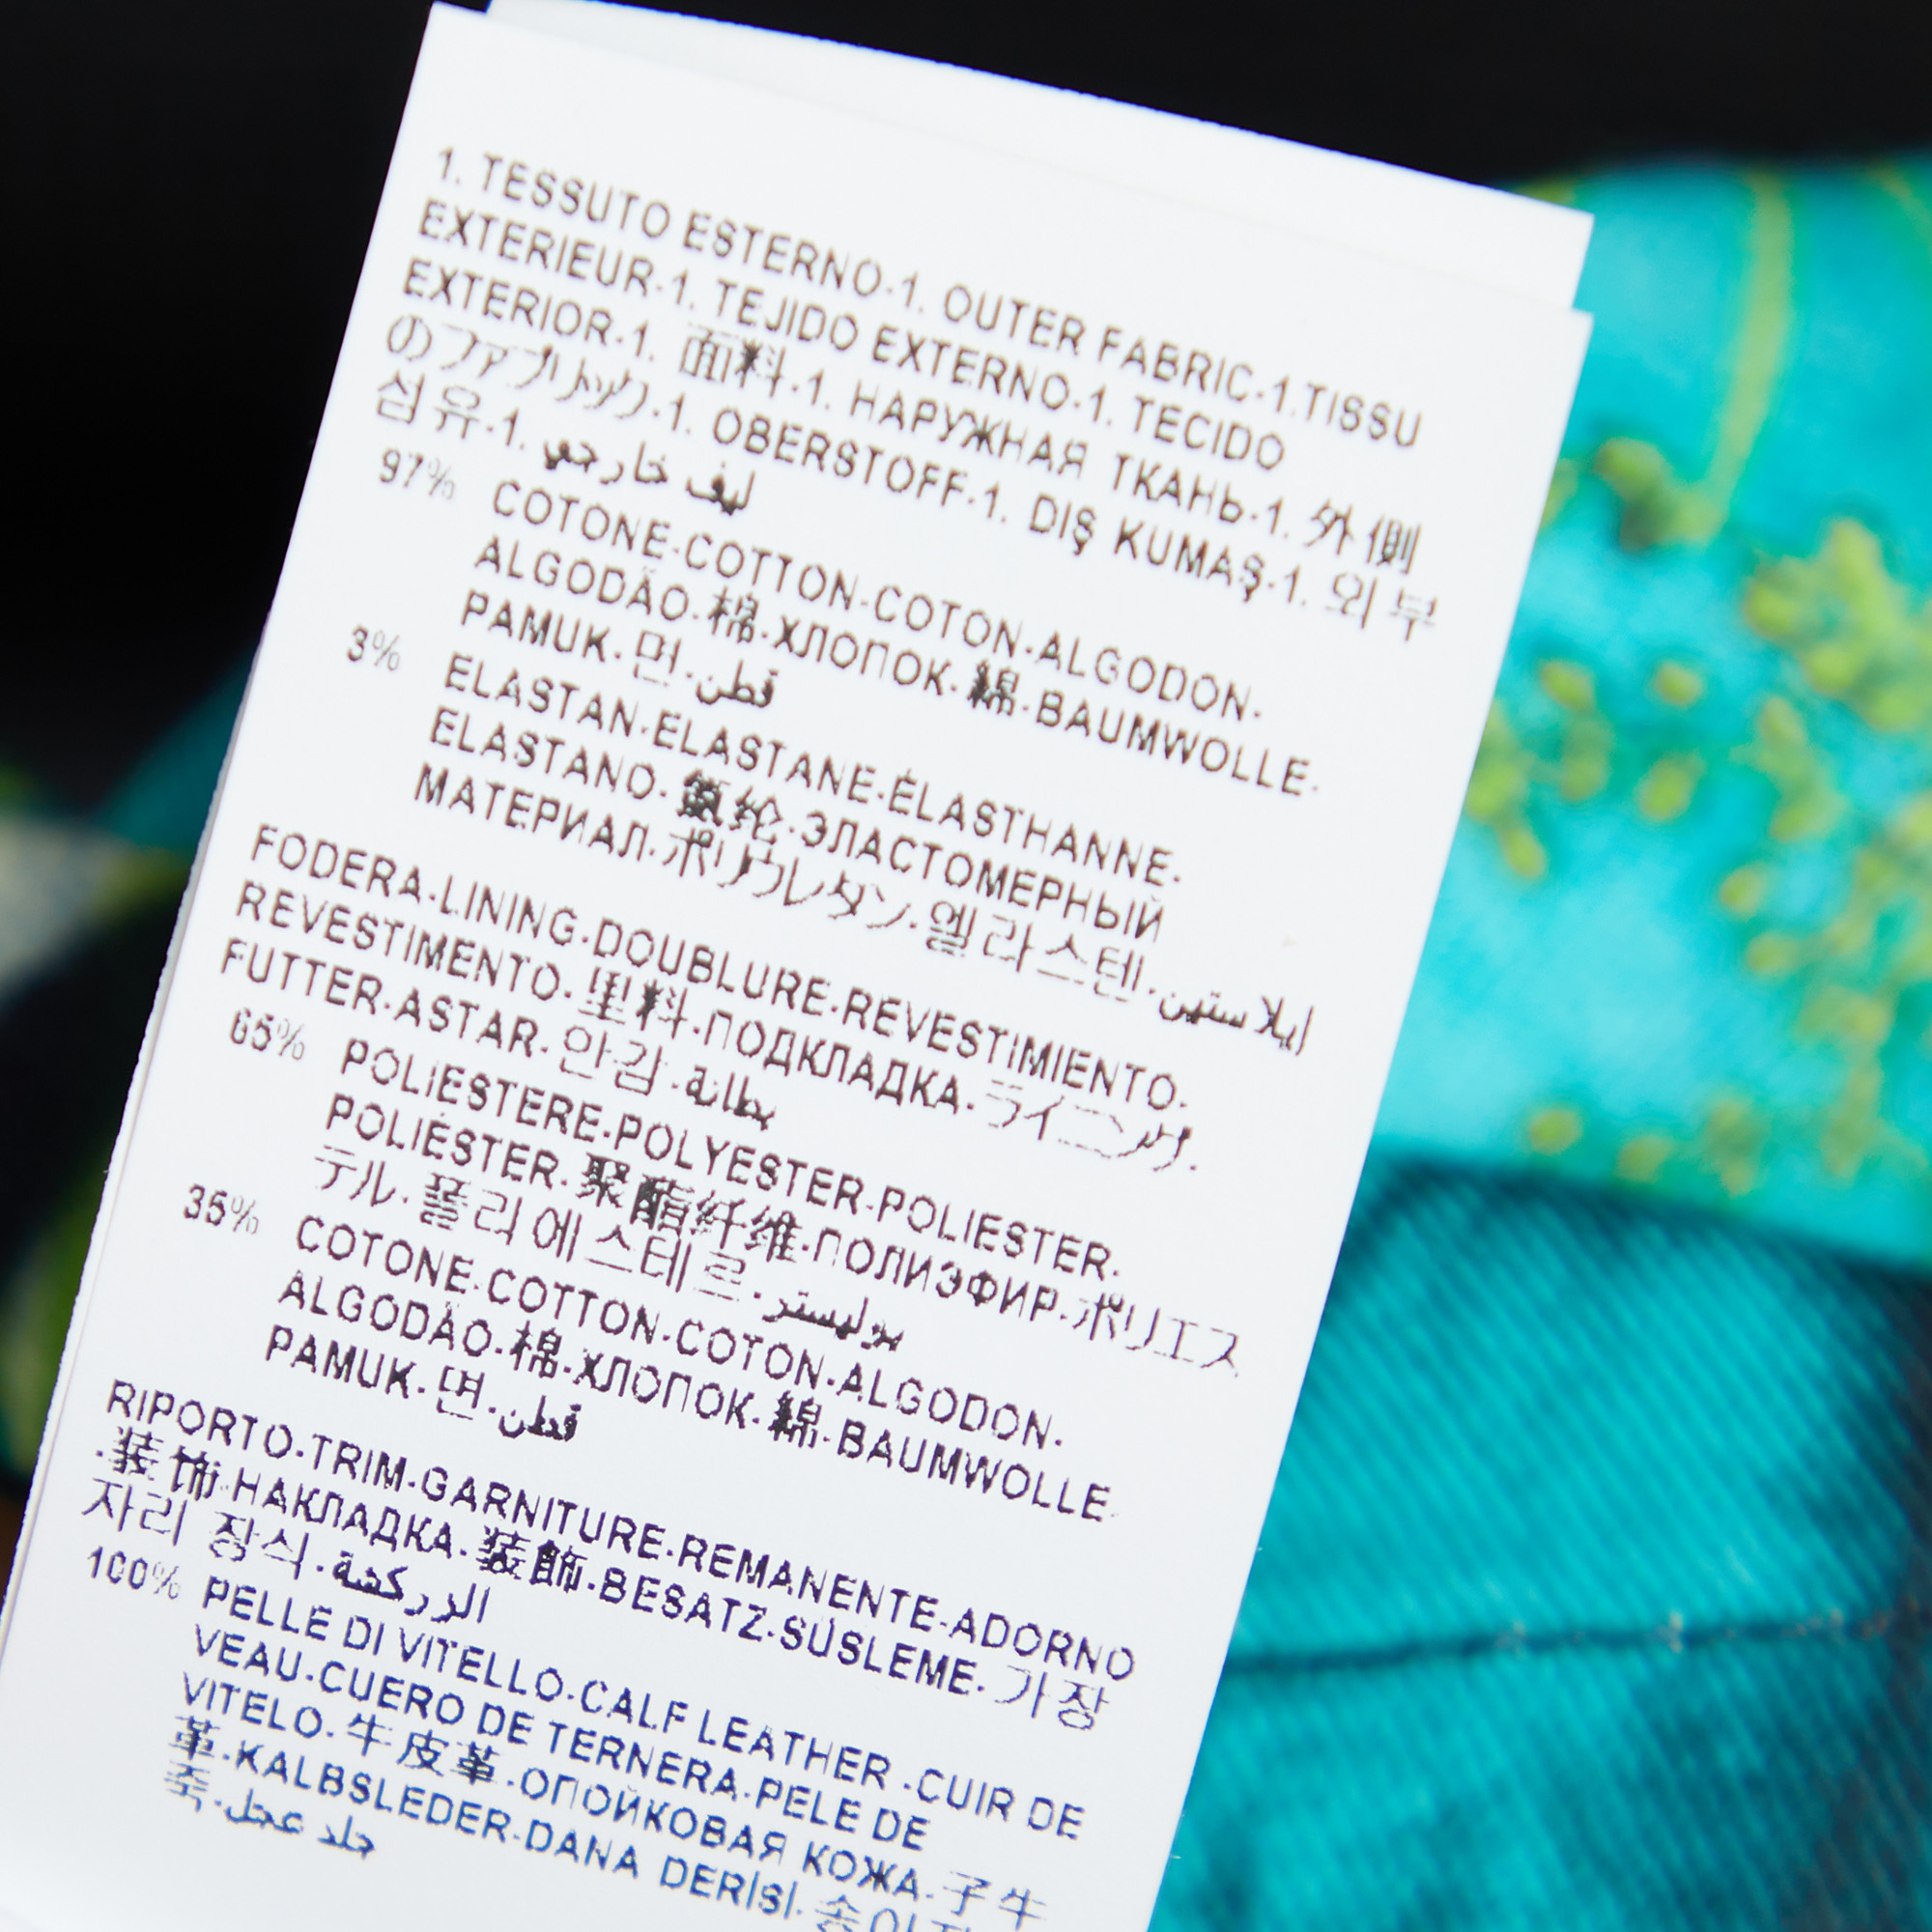 1. TESSUTO ESTERNO-1. OUTER FABRIC-1.TISSU
EXTERIEUR-1. TEJIDO EXTERNO-1. TECIDO
EXTERIOR-1. 面料-1. НАРУЖНАЯ ТКАНЬ-1. 外側
のファブリック-1. OBERSTOFF-1. DIŞ KUMAŞ-1. 외부
섬유-1. ليف خارجي
97% COTONE-COTTON-COTON-ALGODON-
ALGODÃO-棉-ХЛОПОК-綿-BAUMWOLLE-
PAMUK-면-قطن
3% ELASTAN-ELASTANE-ÉLASTHANNE-
ELASTANO-氨纶-ЭЛАСТОМЕРНЫЙ
МАТЕРИАЛ-ポリウレタン-엘라스텐-إيلاستين
FODERA-LINING-DOUBLURE-REVESTIMIENTO-
REVESTIMENTO-里料-ПОДКЛАДКА-ライニング-
FUTTER-ASTAR-안감-بطانة
65% POLIESTERE-POLYESTER-POLIESTER-
POLIÉSTER-聚酯纤维-ПОЛИЭФИР-ポリエス
テル-폴리에스테르-بوليستر
35% COTONE-COTTON-COTON-ALGODON-
ALGODÃO-棉-ХЛОПОК-綿-BAUMWOLLE-
PAMUK-면-قطن
RIPORTO-TRIM-GARNITURE-REMANENTE-ADORNO
-装饰-НАКЛАДКА-装飾-BESATZ-SÜSLEME-가장
자리 장식-الزركشة
100% PELLE DI VITELLO-CALF LEATHER -CUIR DE
VEAU-CUERO DE TERNERA-PELE DE
VITELO-牛皮革-ОПОЙКОВАЯ КОЖА-子牛
革-KALBSLEDER-DANA DERİSİ-송아지
죽-جلد عجل